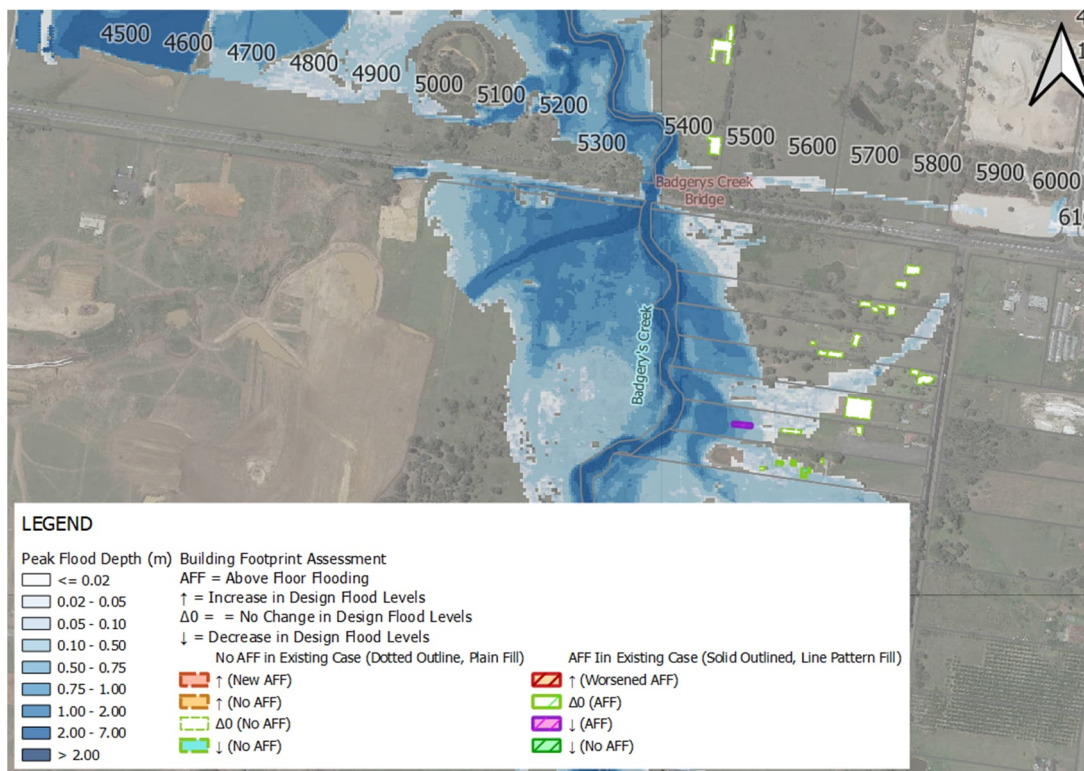 4500
4600
4700
4800
4900
5000
5100
5200
5300
5400
5500
5600
5700
5800
5900
6000
61
Badgerys Creek
Bridge
Badgery's Creek
LEGEND
Peak Flood Depth (m)
<= 0.02
0.02 - 0.05
0.05 - 0.10
0.10 - 0.50
0.50 - 0.75
0.75 - 1.00
1.00 - 2.00
2.00 - 7.00
> 2.00
Building Footprint Assessment
AFF = Above Floor Flooding
↑ = Increase in Design Flood Levels
Δ0 = = No Change in Design Flood Levels
↓ = Decrease in Design Flood Levels
No AFF in Existing Case (Dotted Outline, Plain Fill)
↑ (New AFF)
↑ (No AFF)
Δ0 (No AFF)
↓ (No AFF)
AFF Iin Existing Case (Solid Outlined, Line Pattern Fill)
↑ (Worsened AFF)
Δ0 (AFF)
↓ (AFF)
↓ (No AFF)